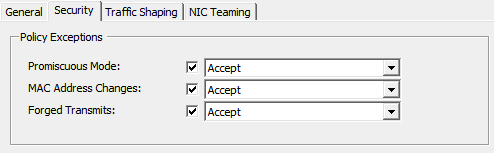 General Security Traffic Shaping NIC Teaming
Policy Exceptions
Promiscuous Mode: Accept
MAC Address Changes: Accept
Forged Transmits: Accept